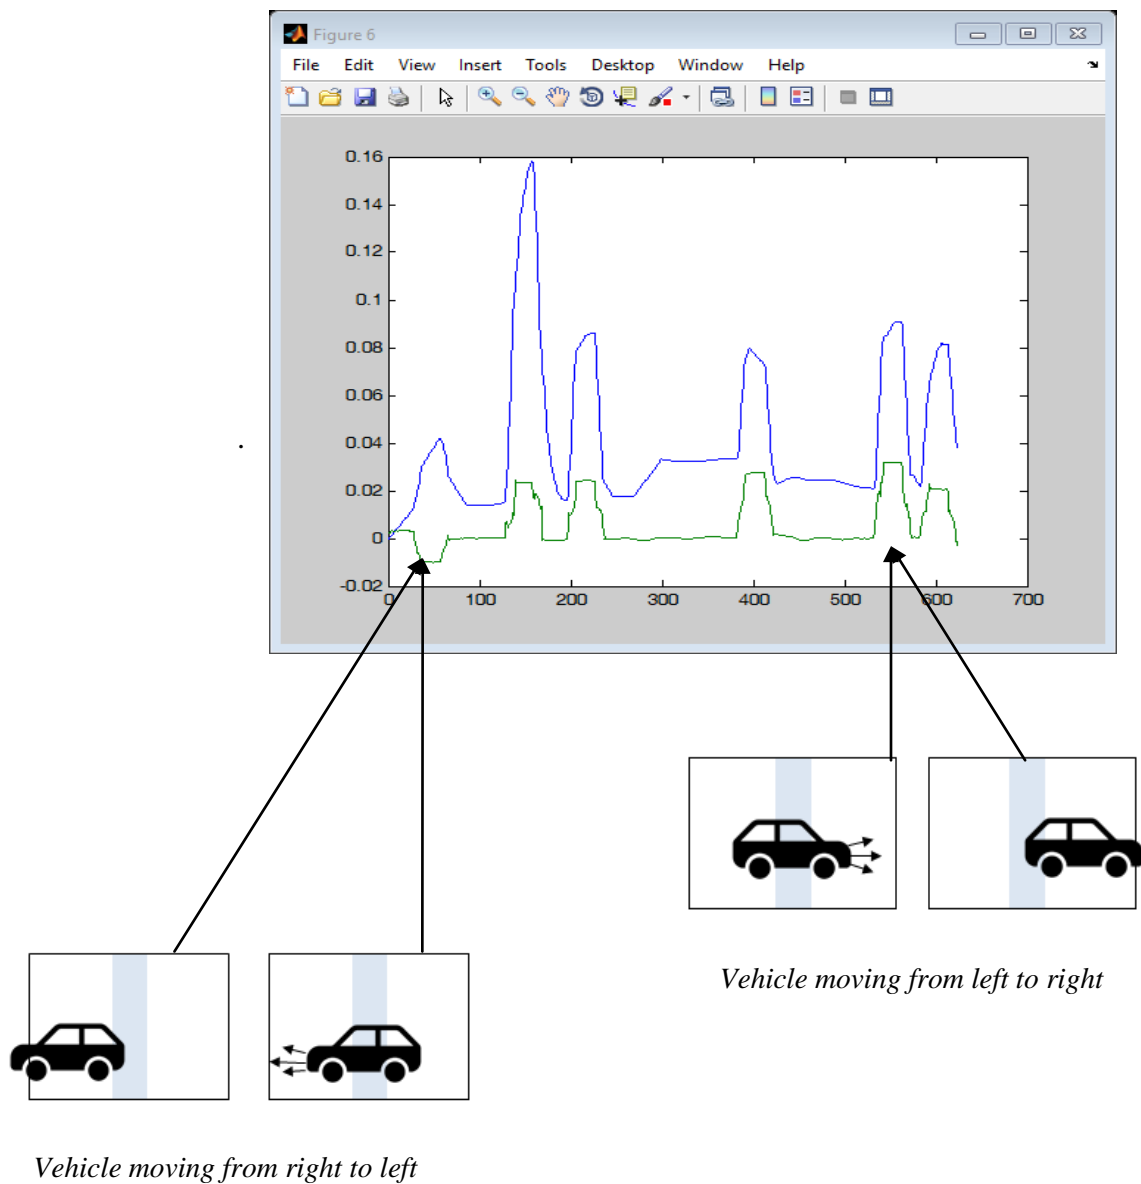 Figure 6
File Edit View Insert Tools Desktop Window Help
0.16
0.14
0.12
0.1
0.08
0.06
0.04
0.02
0
-0.02
0 100 200 300 400 500 600 700
Vehicle moving from left to right
Vehicle moving from right to left